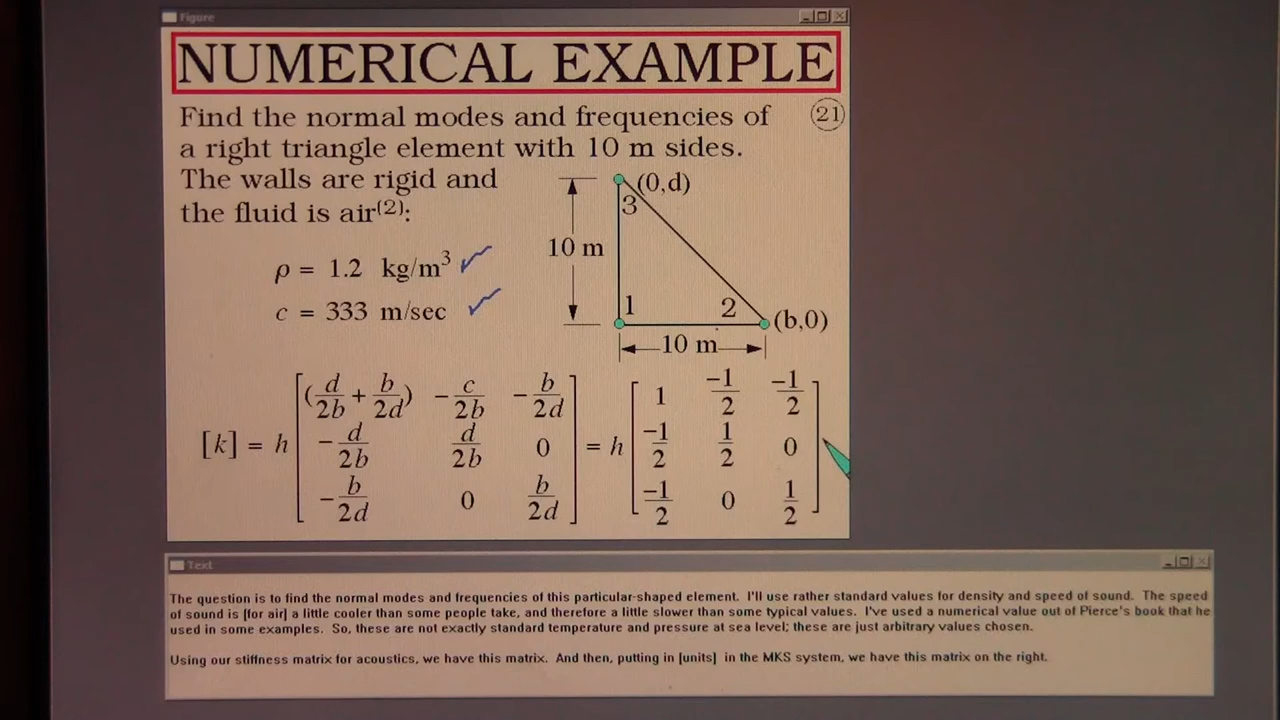 Figure
NUMERICAL EXAMPLE
Find the normal modes and frequencies of
a right triangle element with 10 m sides.
The walls are rigid and
the fluid is air(2):
21
ρ = 1.2 kg/m³
c = 333 m/sec
(0,d)
3
10 m
1
2
(b,0)
10 m
[k] = h [ (d/2b + b/2d) -c/2b -b/2d ] = h [ 1 -1/2 -1/2 ]
[ -d/2b d/2b 0 ] [ -1/2 1/2 0 ]
[ -b/2d 0 b/2d ] [ -1/2 0 1/2 ]
Text
The question is to find the normal modes and frequencies of this particular-shaped element. I'll use rather standard values for density and speed of sound. The speed
of sound is [for air] a little cooler than some people take, and therefore a little slower than some typical values. I've used a numerical value out of Pierce's book that he
used in some examples. So, these are not exactly standard temperature and pressure at sea level; these are just arbitrary values chosen.
Using our stiffness matrix for acoustics, we have this matrix. And then, putting in [units] in the MKS system, we have this matrix on the right.